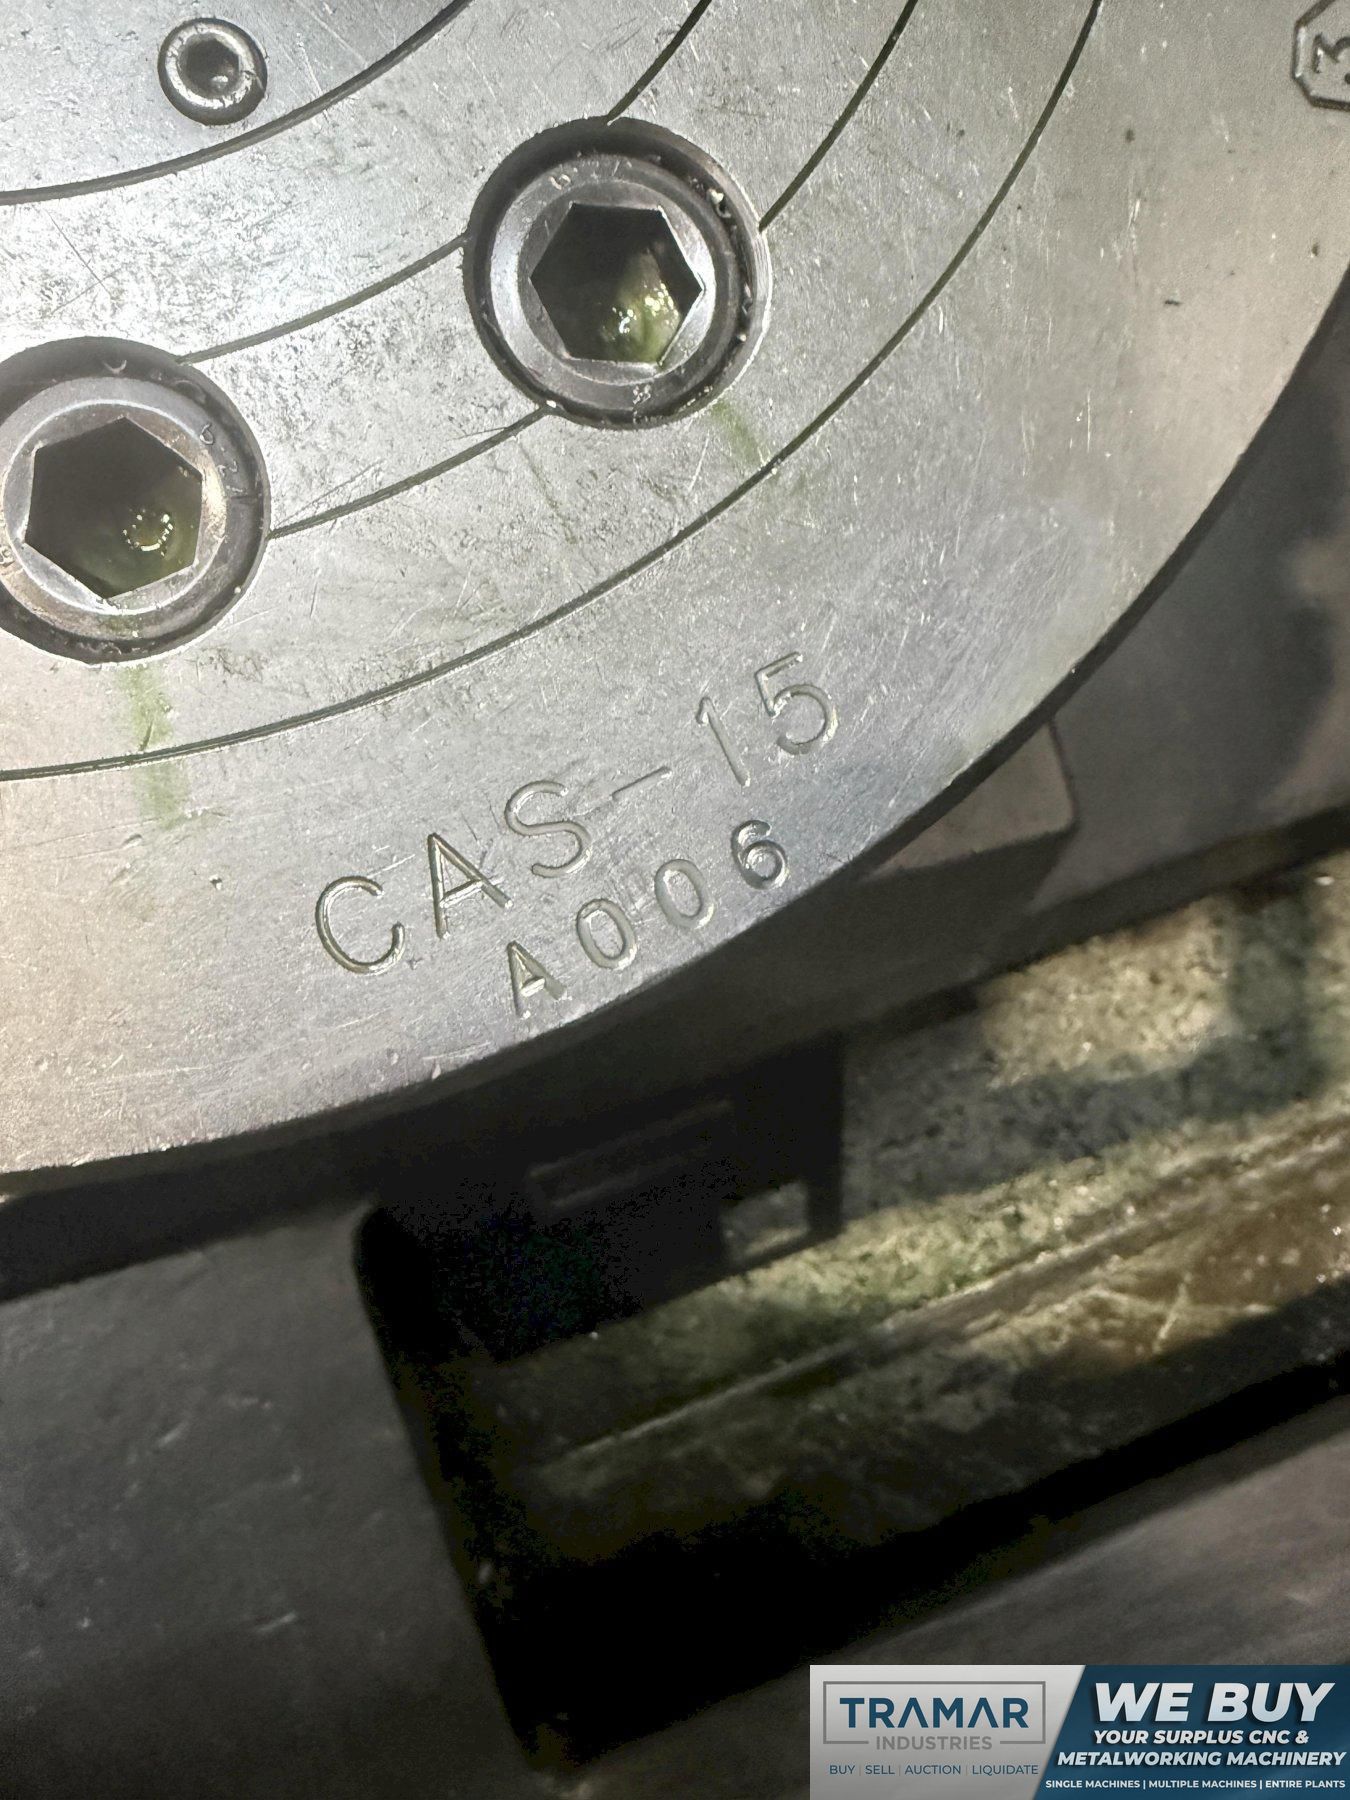 3
CAS-15
A006
TRAMAR
INDUSTRIES
BUY | SELL | AUCTION | LIQUIDATE
WE BUY
YOUR SURPLUS CNC &
METALWORKING MACHINERY
SINGLE MACHINES | MULTIPLE MACHINES | ENTIRE PLANTS